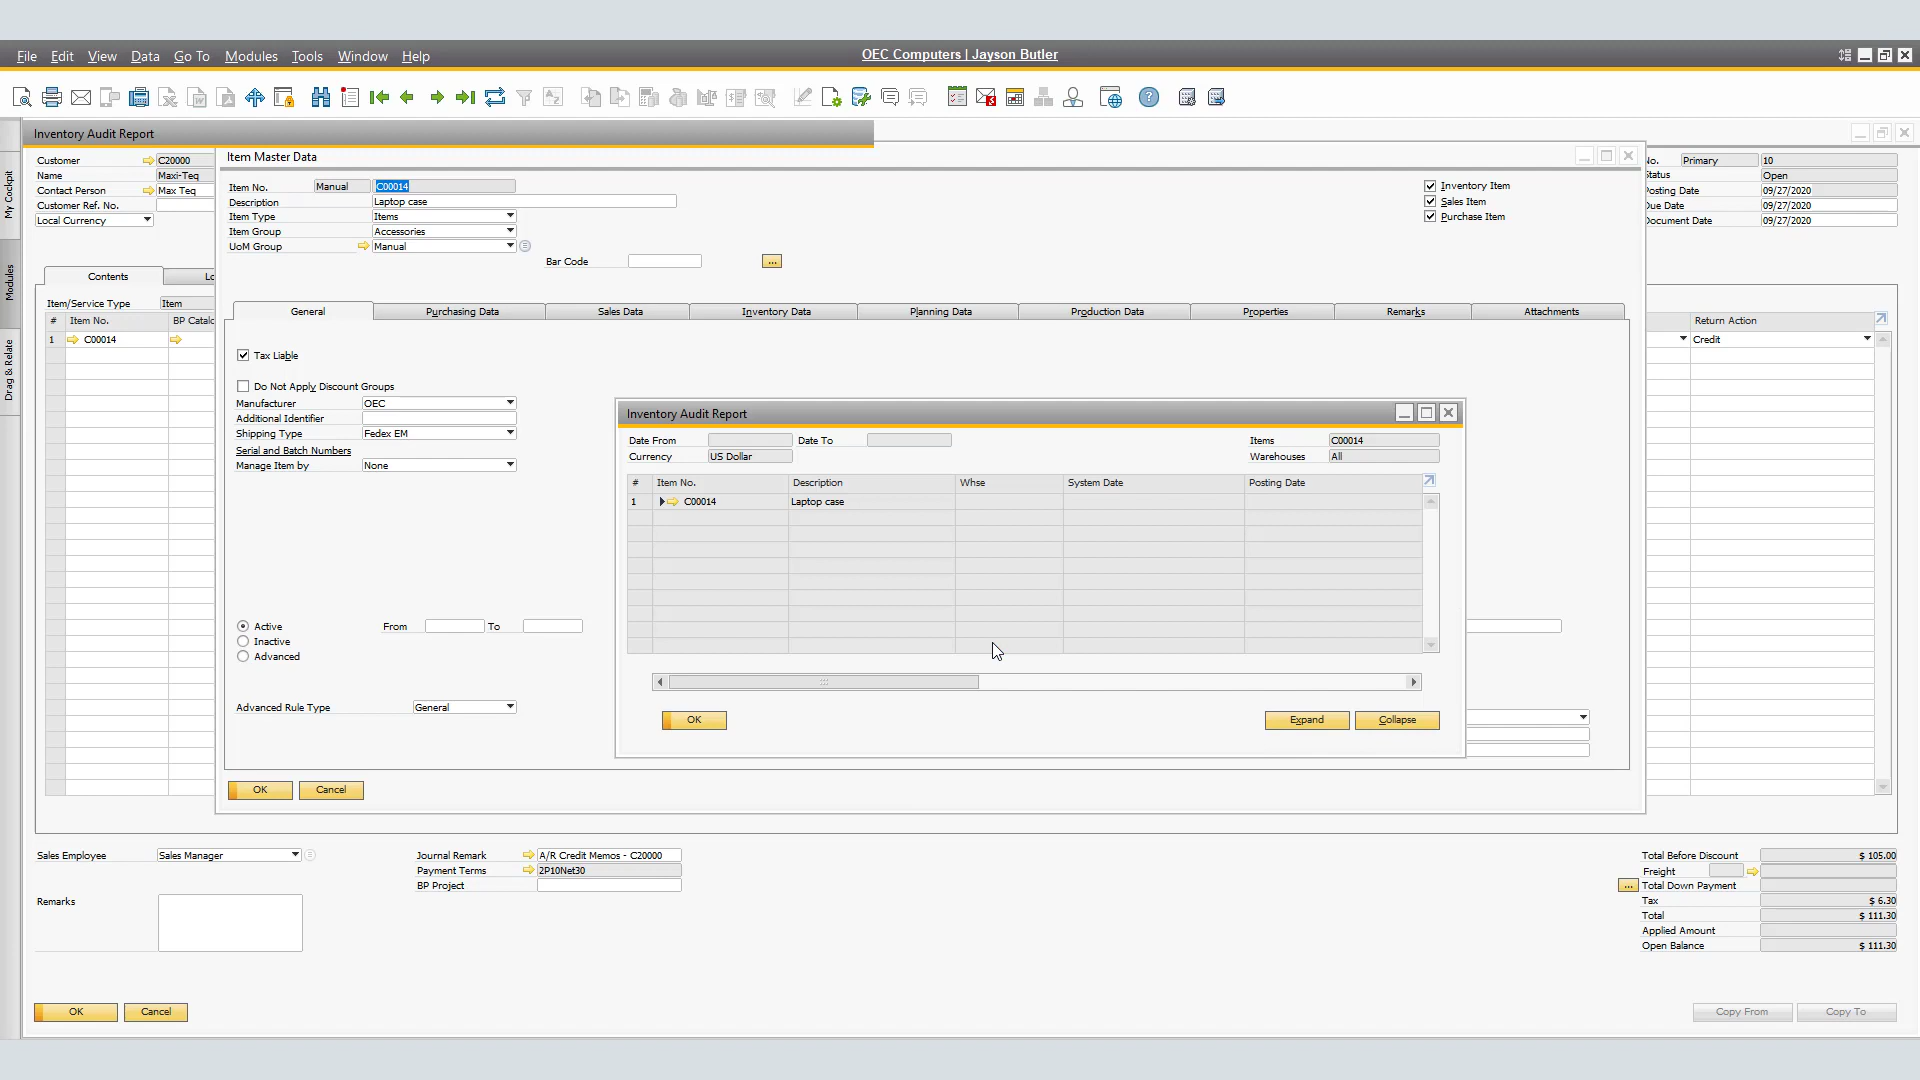 File Edit View Data Go To Modules Tools Window Help
OEC Computers | Jayson Butler
Inventory Audit Report
My Cockpit
Modules
Drag & Relate
Customer C20000
Name Maxi-Teq
Contact Person Max Teq
Customer Ref. No.
Local Currency
No. Primary 10
Status Open
Posting Date 09/27/2020
Due Date 09/27/2020
Document Date 09/27/2020
Contents
Item/Service Type Item
# Item No.
1 C00014
Return Action
Credit
Item Master Data
Item No. Manual C00014
Description Laptop case
Item Type Items
Item Group Accessories
UoM Group Manual
Bar Code
...
Inventory Item
Sales Item
Purchase Item
General Purchasing Data Sales Data Inventory Data Planning Data Production Data Properties Remarks Attachments
Tax Liable
Do Not Apply Discount Groups
Manufacturer OEC
Additional Identifier
Shipping Type Fedex EM
Serial and Batch Numbers
Manage Item by None
Active From To
Inactive
Advanced
Advanced Rule Type General
OK Cancel
Inventory Audit Report
Date From Date To Items C00014
Currency US Dollar Warehouses All
# Item No. Description Whse System Date Posting Date
1 C00014 Laptop case
OK Expand Collapse
Sales Employee Sales Manager
Remarks
Journal Remark A/R Credit Memos - C20000
Payment Terms 2P10Net30
BP Project
Total Before Discount $ 105.00
Freight
... Total Down Payment
Tax $ 6.30
Total $ 111.30
Applied Amount
Open Balance $ 111.30
OK Cancel Copy From Copy To